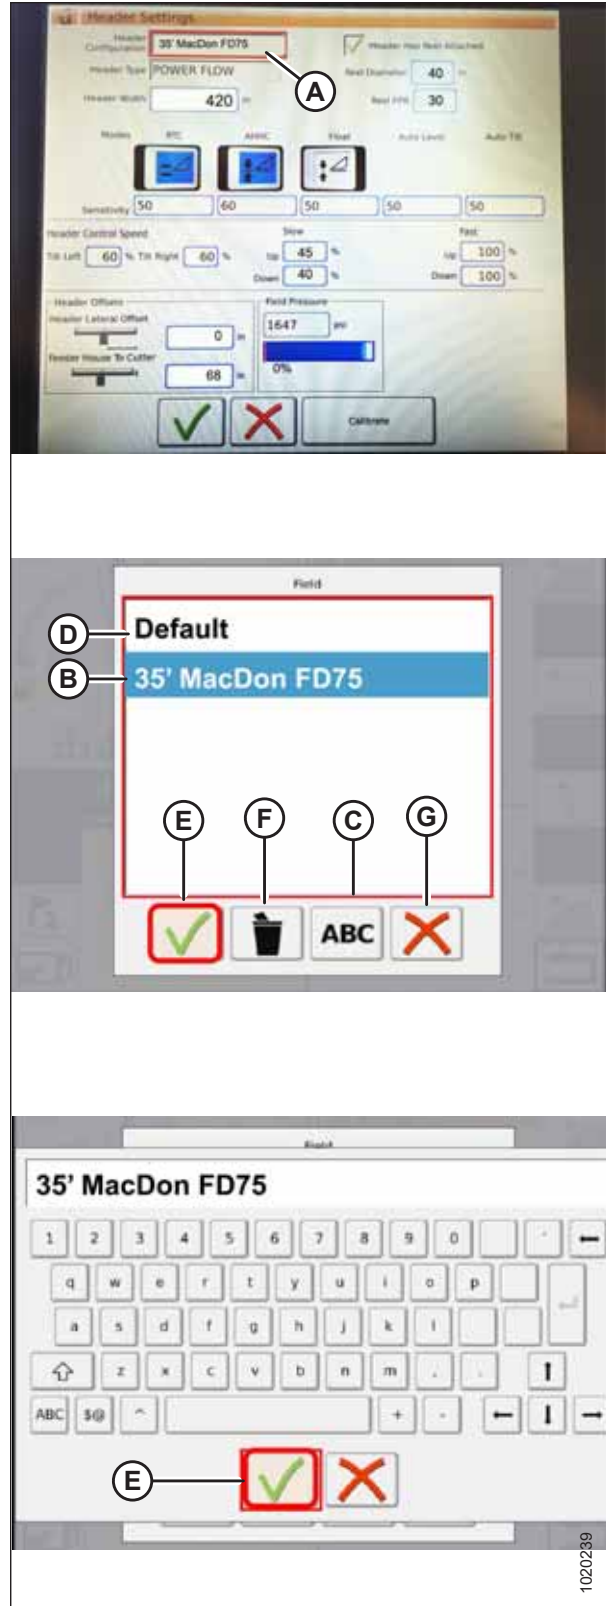 Header Settings
Header Configuration 35' MacDon FD75 Header Has Reel Attached
A
Header Type POWER FLOW Reel Diameter 40 in
Header Width 420 in Reel PPR 30
Modes RTC AHHC Float Auto Level Auto Tilt
Sensitivity 50 60 50 50 50
Header Control Speed Slow Fast
Tilt Left 60 % Tilt Right 60 % Up 45 % Up 100 %
Down 40 % Down 100 %
Header Offsets Field Pressure
Header Lateral Offset 0 in 1647 psi
Feeder House To Cutter 68 in 0%
Calibrate
Field
D Default
B 35' MacDon FD75
E F C G
ABC
Field
35' MacDon FD75
1 2 3 4 5 6 7 8 9 0 '
q w e r t y u i o p
a s d f g h j k l
z x c v b n m , .
ABC $@ ^ + -
E
1020239